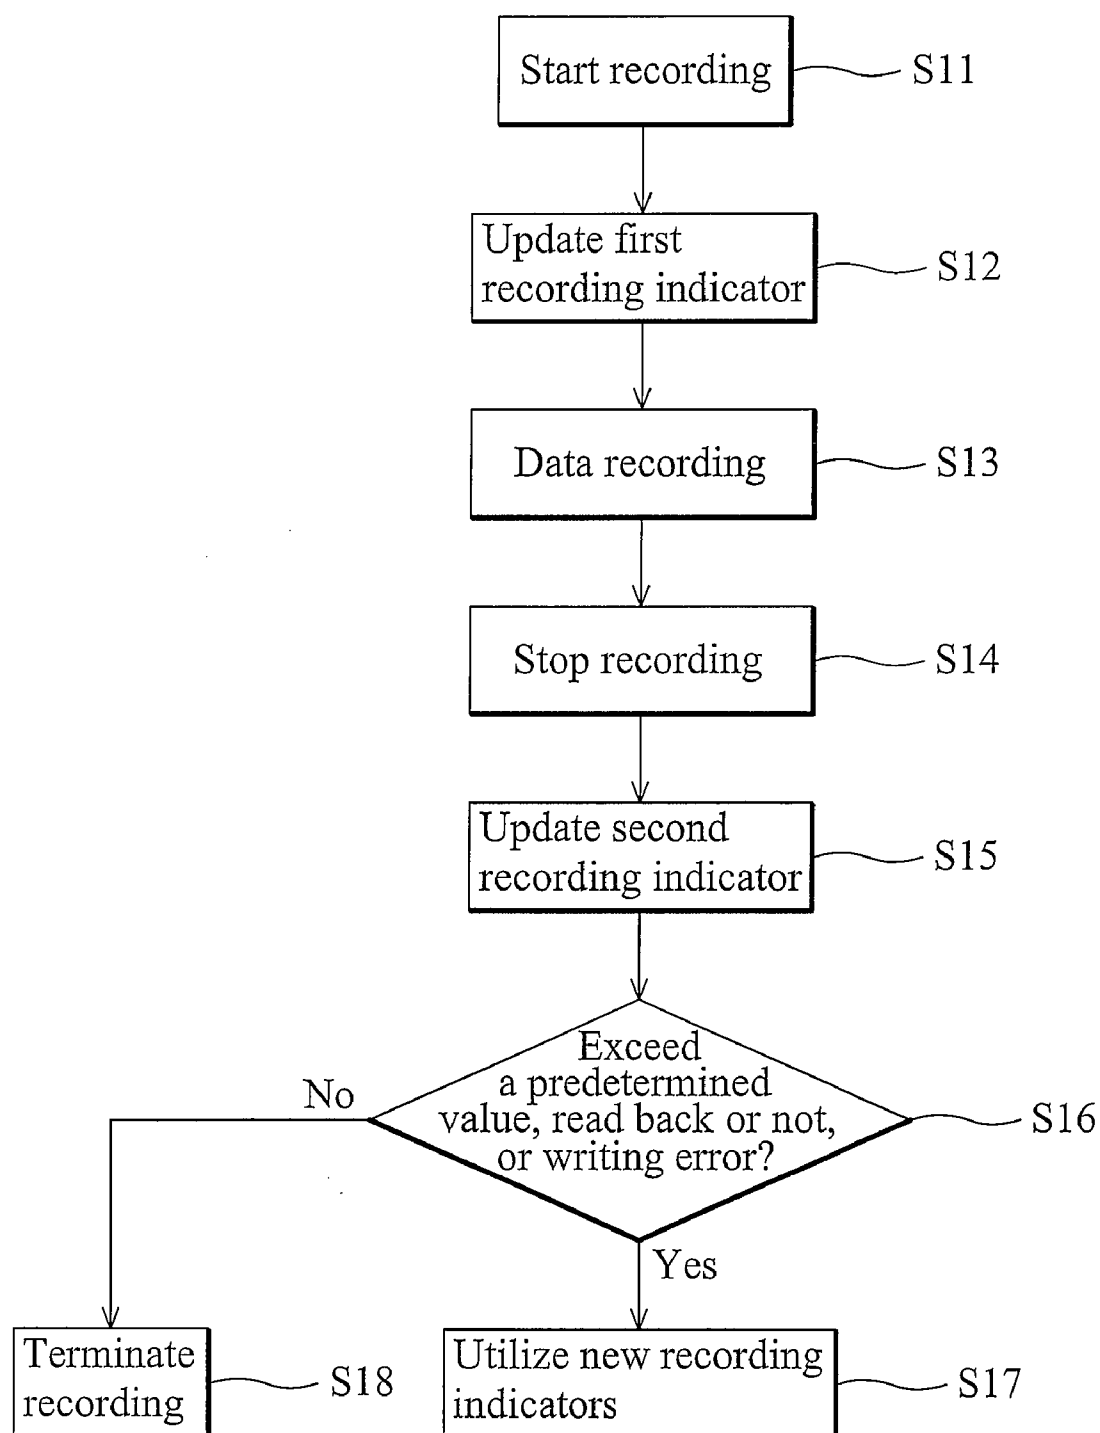 Start recording
S11
Update first
recording indicator
S12
Data recording
S13
Stop recording
S14
Update second
recording indicator
S15
Exceed
a predetermined
value, read back or not,
or writing error?
S16
No
Yes
Terminate
recording
S18
Utilize new recording
indicators
S17